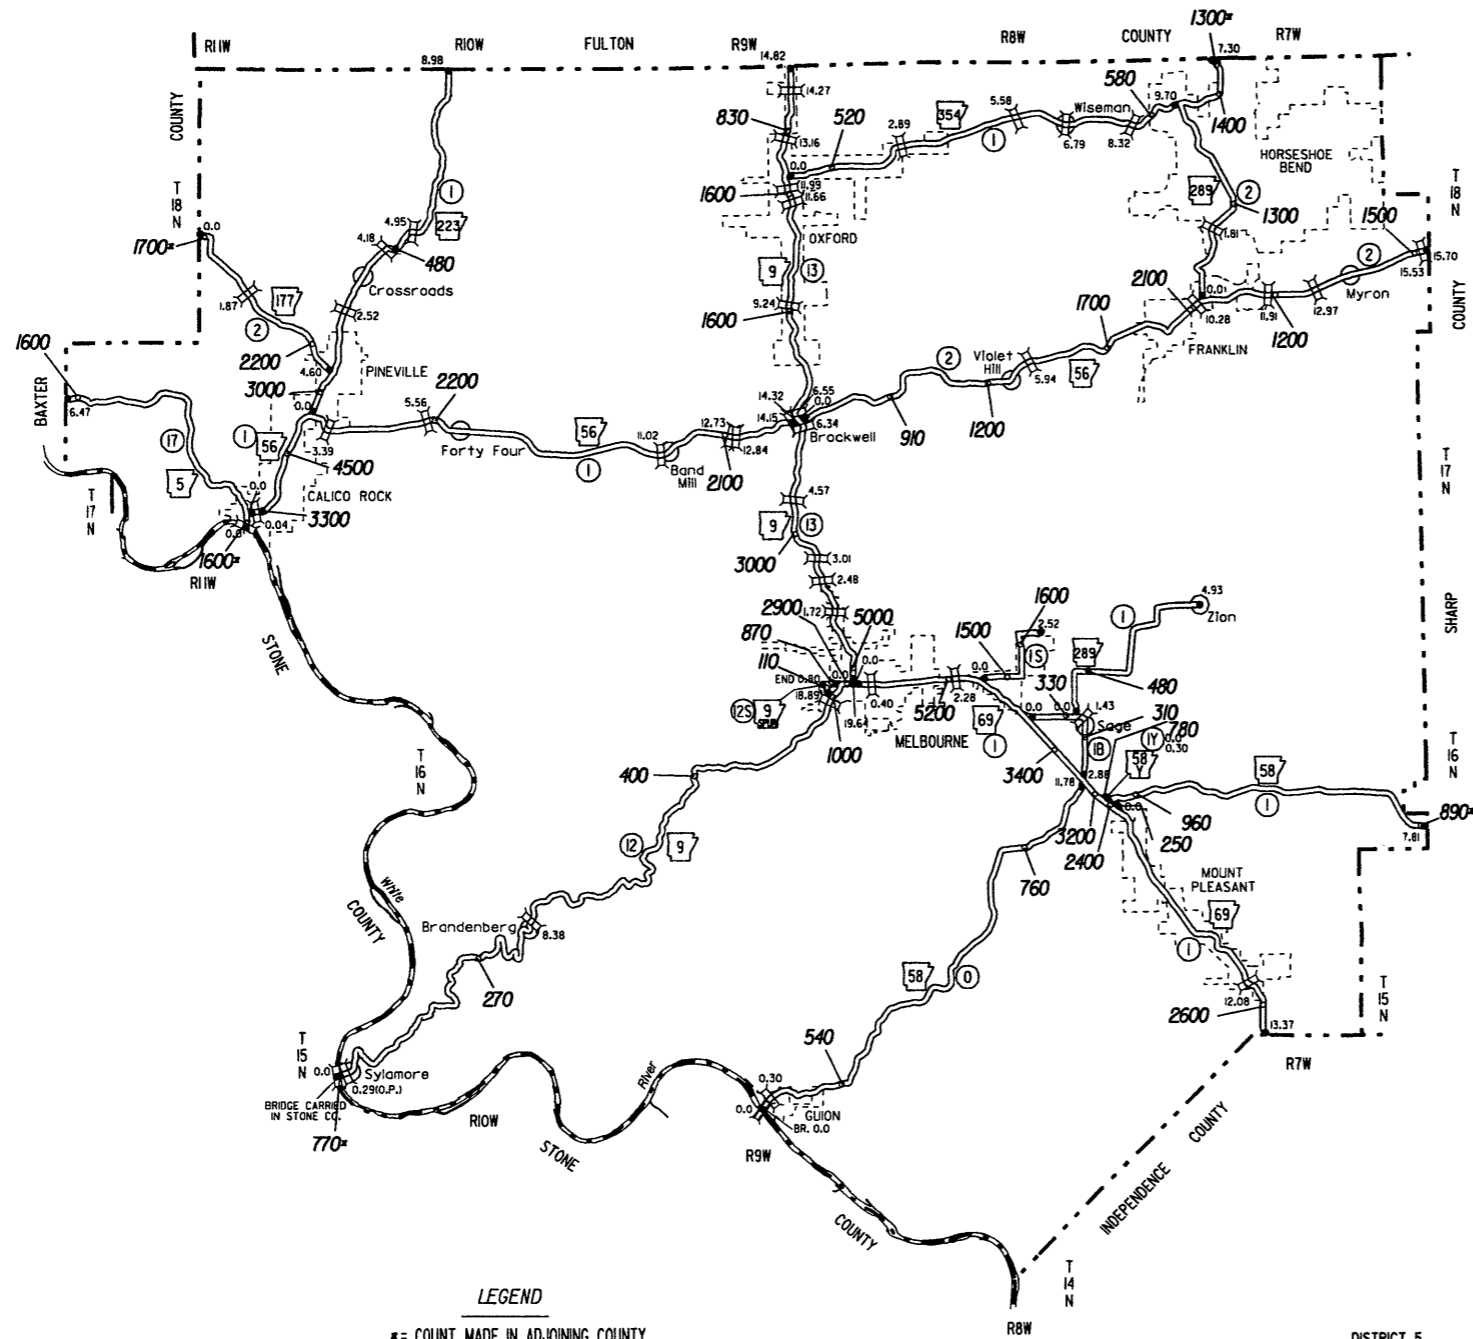 1300*
R11W R10W FULTON R9W R8W COUNTY R7W
8.98 14.82 7.30
14.27
580
5.58 Wiseman 9.70
COUNTY
830 520 354
2.89
13.16 1 6.79 8.32 1400
HORSESHOE
BEND
T
18
N
1 0.0
11.99
11.66
1600
289 2
T
18
N
0.0 4.95 223
4.18
1300 1500
1700*
480 OXFORD
1.81
15.70
15.53
9 13
Crossroads
2
2100
Myron
1.87 177
2
2.52
9.24
1600
1700
0.01
10.28 11.91 12.97
1200
COUNTY
1600
2200
4.60
PINEVILLE
FRANKLIN
2 Violet
Hill
5.94 56
BAXTER
6.47
3000
0.0
5.56 2200
14.32 6.55
0.0
14.15 6.34
910 1200
17
1 56
3.39
Forty Four
56
1
11.02 12.73
12.84
Brockwell
5 4500
Band
Mill 2100
T
17
N
0.0
CALICO ROCK
4.57
T
17
N
0.04
0.0
3300
9 13
1600*
3000
R11W
3.01
2.48
STONE
2900 1.72
5000
1600
4.93
Zion
1
870
2.52
SHARP
110
0.0
1500
1S 289
END 0.80 0.0
0.0
330 480
18.89
12S 9
SPUR
19.64
0.40
2.28
5200
69
1
0.0 0.0 1.43
Sage
310
780
MELBOURNE
1B 1Y 0.0
0.30
1000
T
16
N
400
3400
58
Y
58
1
T
16
N
11.78 2.88
0.0
960
890*
7.81
12 9
3200
250
2400
760
MOUNT
PLEASANT
69
White
COUNTY
Brandenberg
8.38
1
270
58 0
12.08
2600
T
15
N
13.37
T
15
N
540
R7W
0.0
Sylamore
0.29(O.P.)
BRIDGE CARRIED
IN STONE CO.
River
0.30
0.0
GUION
BR. 0.0
770*
R10W
STONE
R9W
COUNTY
INDEPENDENCE COUNTY
T
14
N
LEGEND
R8W
*= COUNT MADE IN ADJOINING COUNTY
DISTRICT 5